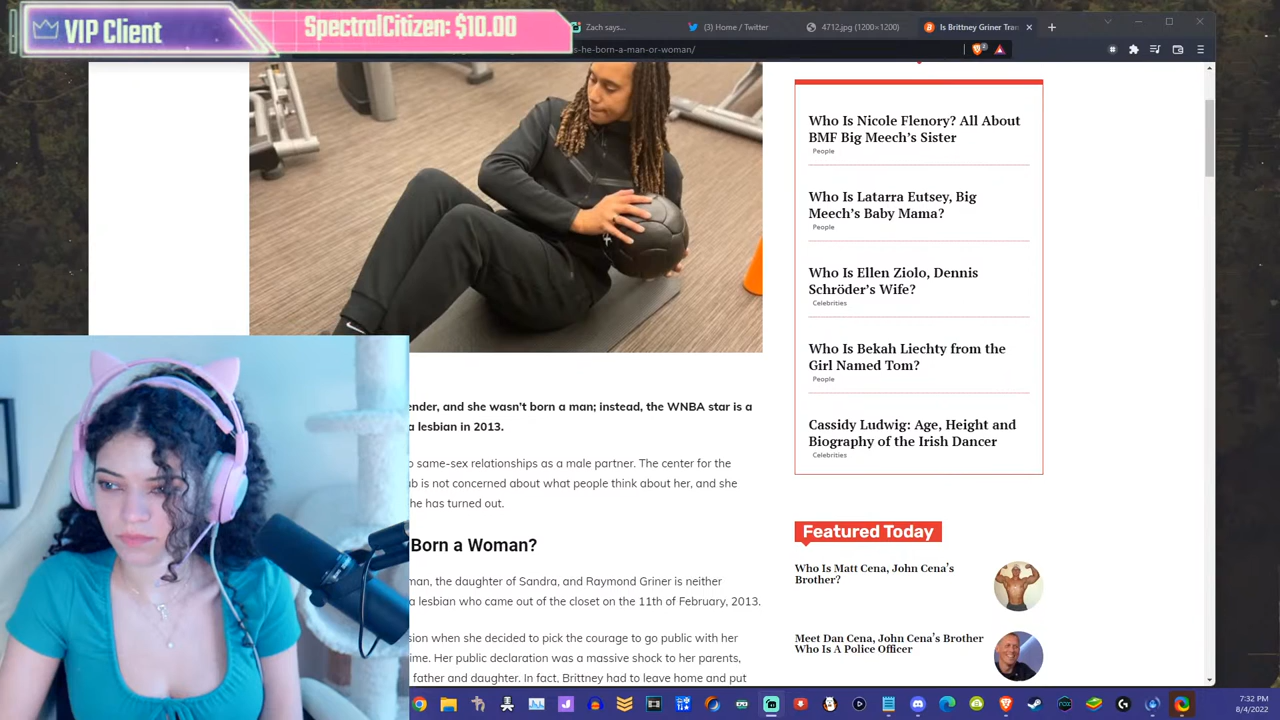 VIP Client
SpectralCitizen: $10.00
Zach says...
(3) Home / Twitter
4712.jpg (1200×1200)
Is Brittney Griner Tran
s-he-born-a-man-or-woman/
Who Is Nicole Flenory? All About
BMF Big Meech's Sister
People
Who Is Latarra Eutsey, Big
Meech's Baby Mama?
People
Who Is Ellen Ziolo, Dennis
Schröder's Wife?
Celebrities
Who Is Bekah Liechty from the
Girl Named Tom?
People
Cassidy Ludwig: Age, Height and
Biography of the Irish Dancer
Celebrities
ender, and she wasn't born a man; instead, the WNBA star is a
a lesbian in 2013.
o same-sex relationships as a male partner. The center for the
ub is not concerned about what people think about her, and she
he has turned out.
Born a Woman?
man, the daughter of Sandra, and Raymond Griner is neither
a lesbian who came out of the closet on the 11th of February, 2013.
sion when she decided to pick the courage to go public with her
ime. Her public declaration was a massive shock to her parents,
father and daughter. In fact, Brittney had to leave home and put
Featured Today
Who Is Matt Cena, John Cena's
Brother?
Meet Dan Cena, John Cena's Brother
Who Is A Police Officer
7:32 PM
8/4/2022